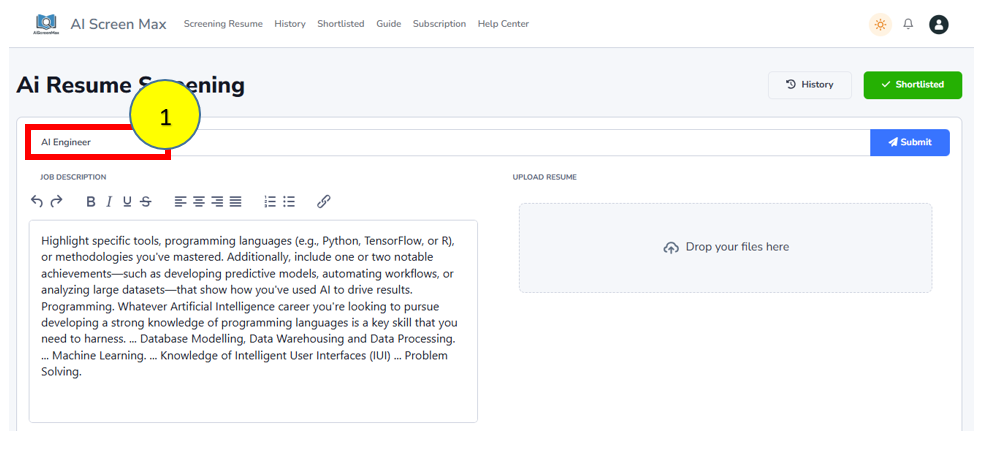 AIScreenMax AI Screen Max Screening Resume History Shortlisted Guide Subscription Help Center
Ai Resume Screening
1
History
Shortlisted
AI Engineer
Submit
JOB DESCRIPTION
UPLOAD RESUME
B I U S
Highlight specific tools, programming languages (e.g., Python, TensorFlow, or R),
or methodologies you've mastered. Additionally, include one or two notable
achievements—such as developing predictive models, automating workflows, or
analyzing large datasets—that show how you've used AI to drive results.
Programming. Whatever Artificial Intelligence career you're looking to pursue
developing a strong knowledge of programming languages is a key skill that you
need to harness. ... Database Modelling, Data Warehousing and Data Processing.
... Machine Learning. ... Knowledge of Intelligent User Interfaces (IUI) ... Problem
Solving.
Drop your files here